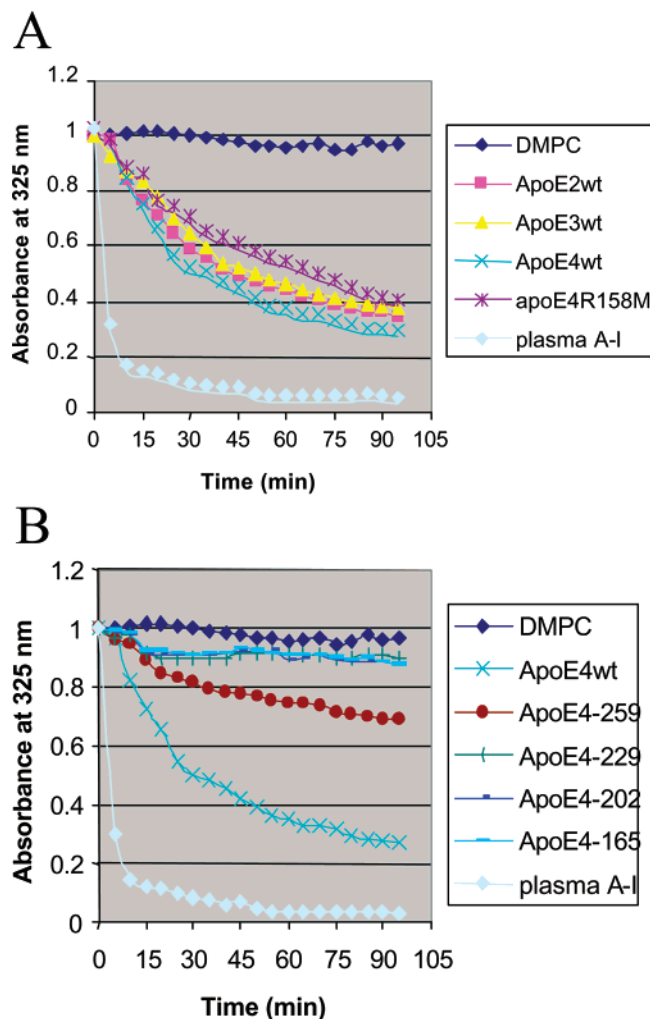 A
Absorbance at 325 nm
1.2
1
0.8
0.6
0.4
0.2
0
0 15 30 45 60 75 90 105
Time (min)
DMPC
ApoE2wt
ApoE3wt
ApoE4wt
apoE4R158M
plasma A-I
B
Absorbance at 325 nm
1.2
1
0.8
0.6
0.4
0.2
0
0 15 30 45 60 75 90 105
Time (min)
DMPC
ApoE4wt
ApoE4-259
ApoE4-229
ApoE4-202
ApoE4-165
plasma A-I